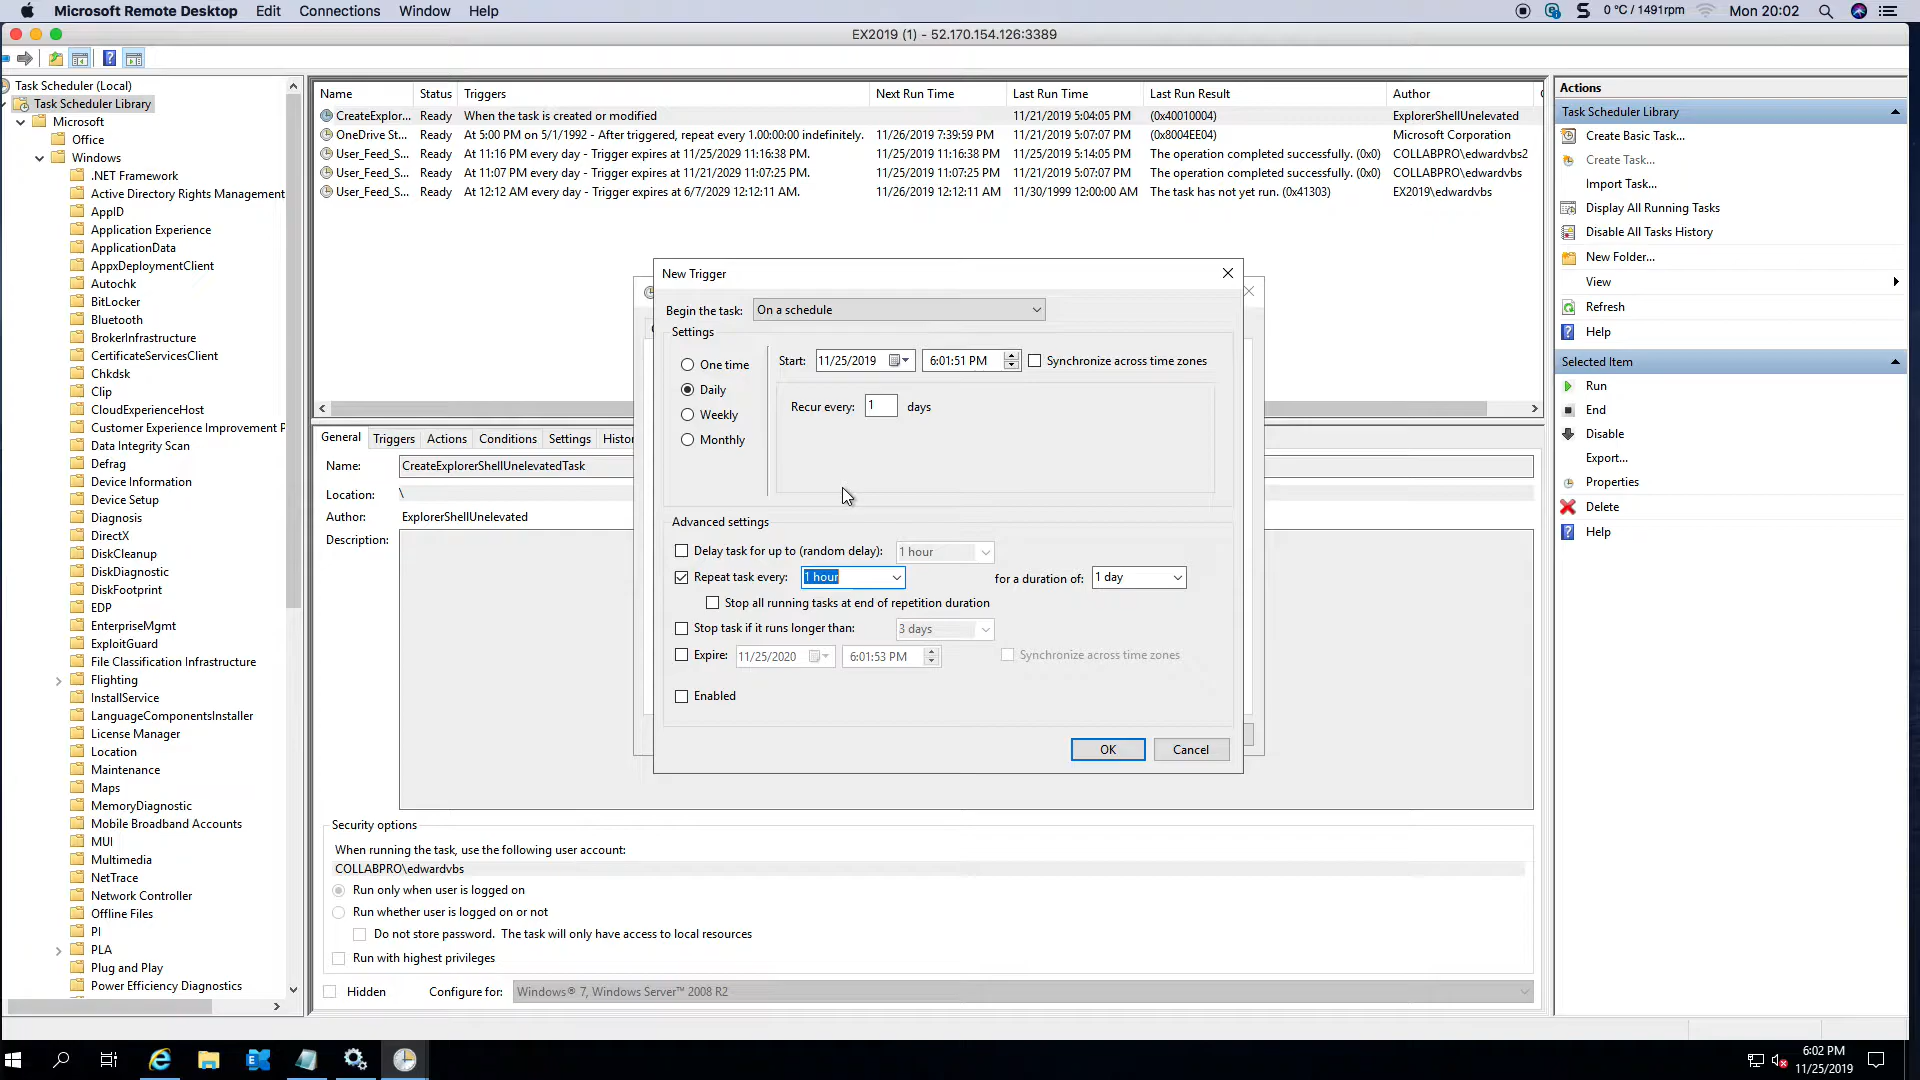 Microsoft Remote Desktop Edit Connections Window Help
0 °C / 1491rpm Mon 20:02
EX2019 (1) - 52.170.154.126:3389
Task Scheduler (Local)
Task Scheduler Library
Microsoft
Office
Windows
.NET Framework
Active Directory Rights Management
AppID
Application Experience
ApplicationData
AppxDeploymentClient
Autochk
BitLocker
Bluetooth
BrokerInfrastructure
CertificateServicesClient
Chkdsk
Clip
CloudExperienceHost
Customer Experience Improvement P
Data Integrity Scan
Defrag
Device Information
Device Setup
Diagnosis
DirectX
DiskCleanup
DiskDiagnostic
DiskFootprint
EDP
EnterpriseMgmt
ExploitGuard
File Classification Infrastructure
Flighting
InstallService
LanguageComponentsInstaller
License Manager
Location
Maintenance
Maps
MemoryDiagnostic
Mobile Broadband Accounts
MUI
Multimedia
NetTrace
Network Controller
Offline Files
PI
PLA
Plug and Play
Power Efficiency Diagnostics
Name Status Triggers Next Run Time Last Run Time Last Run Result Author
CreateExplor... Ready When the task is created or modified 11/21/2019 5:04:05 PM (0x40010004) ExplorerShellUnelevated
OneDrive St... Ready At 5:00 PM on 5/1/1992 - After triggered, repeat every 1.00:00:00 indefinitely. 11/26/2019 7:39:59 PM 11/21/2019 5:07:07 PM (0x8004EE04) Microsoft Corporation
User_Feed_S... Ready At 11:16 PM every day - Trigger expires at 11/25/2029 11:16:38 PM. 11/25/2019 11:16:38 PM 11/25/2019 5:14:05 PM The operation completed successfully. (0x0) COLLABPRO\edwardvbs2
User_Feed_S... Ready At 11:07 PM every day - Trigger expires at 11/21/2029 11:07:25 PM. 11/25/2019 11:07:25 PM 11/21/2019 5:07:07 PM The operation completed successfully. (0x0) COLLABPRO\edwardvbs
User_Feed_S... Ready At 12:12 AM every day - Trigger expires at 6/7/2029 12:12:11 AM. 11/26/2019 12:12:11 AM 11/30/1999 12:00:00 AM The task has not yet run. (0x41303) EX2019\edwardvbs
New Trigger
Begin the task: On a schedule
Settings
One time
Daily
Weekly
Monthly
Start: 11/25/2019 6:01:51 PM Synchronize across time zones
Recur every: 1 days
Advanced settings
Delay task for up to (random delay): 1 hour
Repeat task every: 1 hour for a duration of: 1 day
Stop all running tasks at end of repetition duration
Stop task if it runs longer than: 3 days
Expire: 11/25/2020 6:01:53 PM Synchronize across time zones
Enabled
OK Cancel
General Triggers Actions Conditions Settings Histor
Name: CreateExplorerShellUnelevatedTask
Location: \
Author: ExplorerShellUnelevated
Description:
Security options
When running the task, use the following user account:
COLLABPRO\edwardvbs
Run only when user is logged on
Run whether user is logged on or not
Do not store password. The task will only have access to local resources
Run with highest privileges
Hidden Configure for: Windows® 7, Windows Server™ 2008 R2
Actions
Task Scheduler Library
Create Basic Task...
Create Task...
Import Task...
Display All Running Tasks
Disable All Tasks History
New Folder...
View
Refresh
Help
Selected Item
Run
End
Disable
Export...
Properties
Delete
Help
6:02 PM
11/25/2019